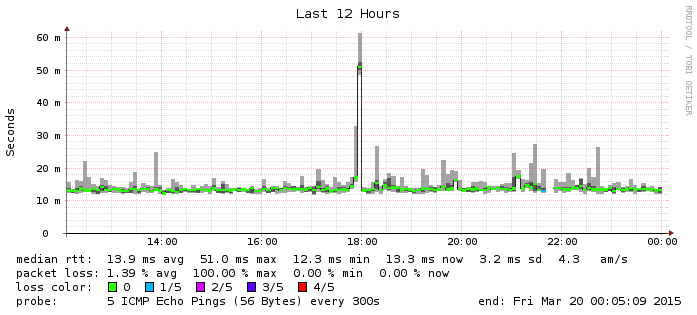 Last 12 Hours
RRDTOOL / TOBI OETIKER
Seconds
60 m
50 m
40 m
30 m
20 m
10 m
0
14:00 16:00 18:00 20:00 22:00 00:00
median rtt: 13.9 ms avg 51.0 ms max 12.3 ms min 13.3 ms now 3.2 ms sd 4.3 am/s
packet loss: 1.39 % avg 100.00 % max 0.00 % min 0.00 % now
loss color: 0 1/5 2/5 3/5 4/5
probe: 5 ICMP Echo Pings (56 Bytes) every 300s end: Fri Mar 20 00:05:09 2015